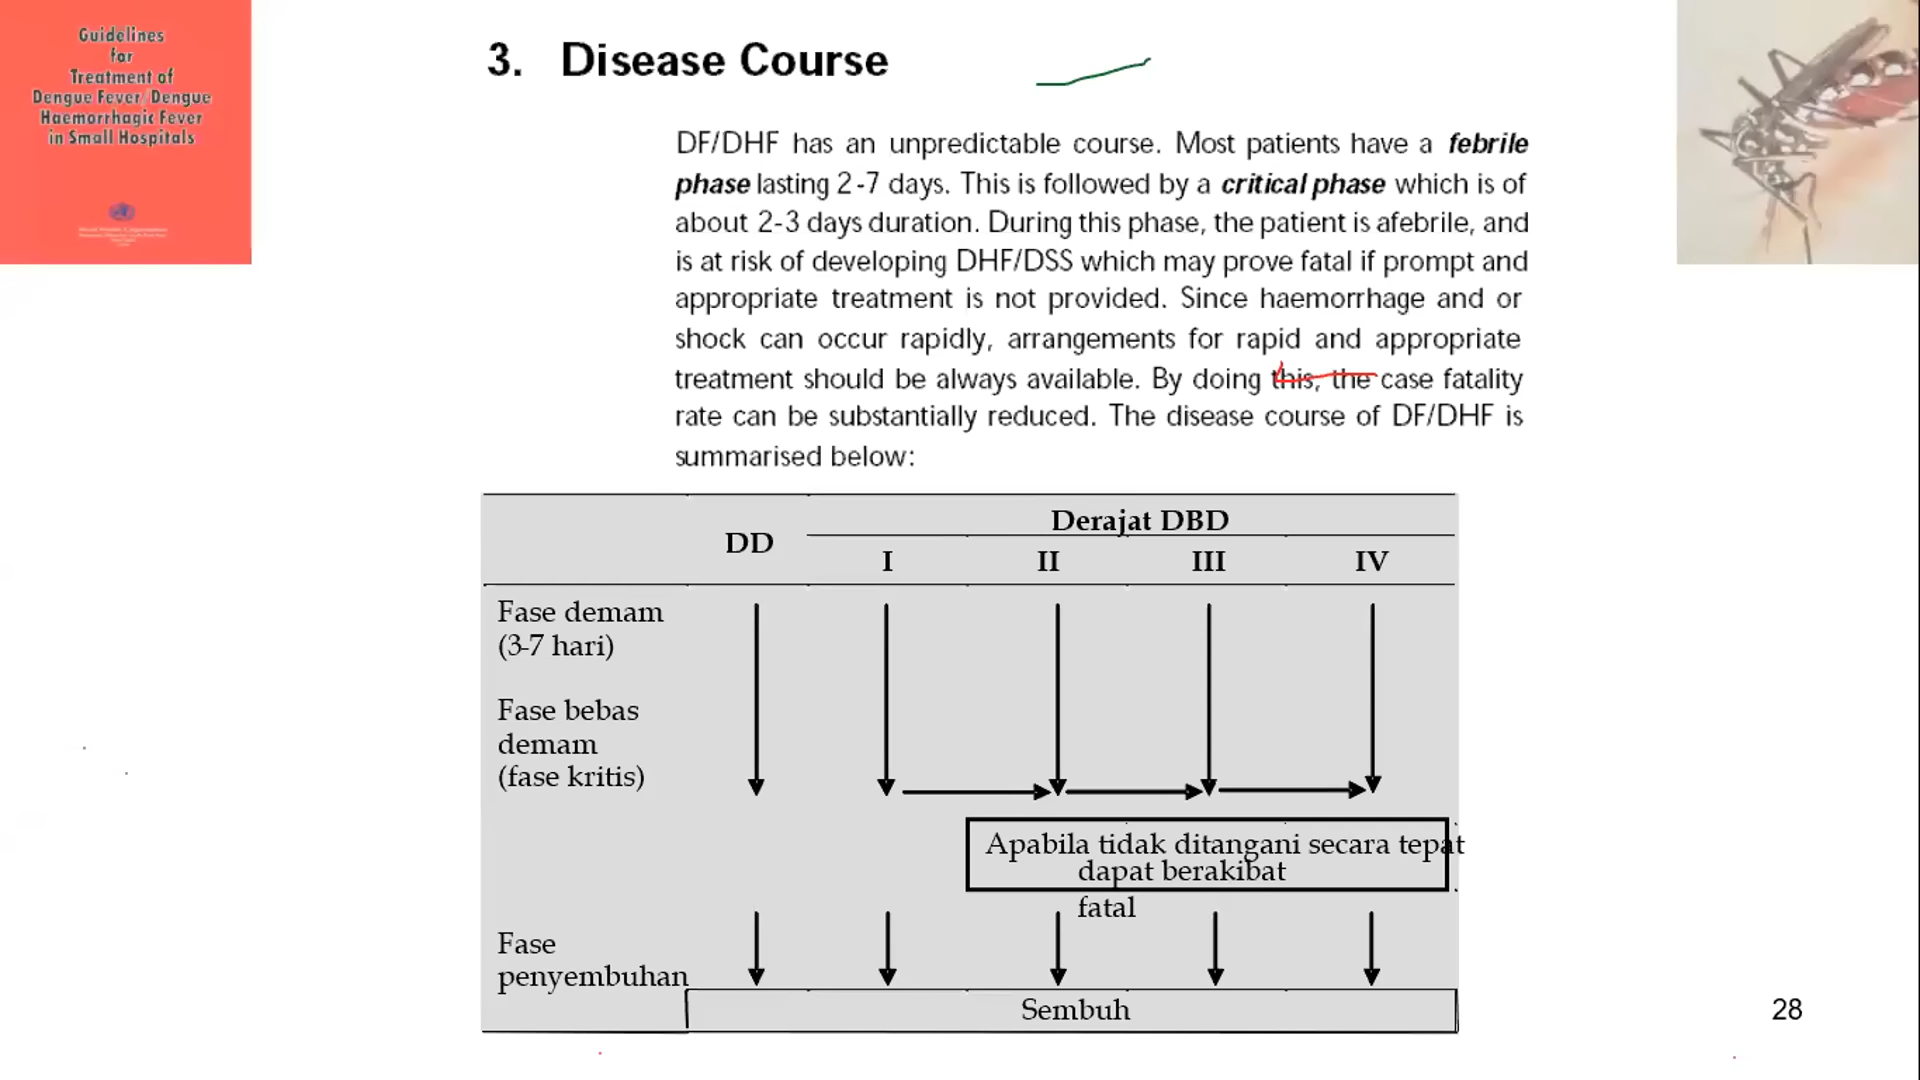 Guidelines
for
Treatment of
Dengue Fever/Dengue
Haemorrhagic Fever
in Small Hospitals
3. Disease Course
DF/DHF has an unpredictable course. Most patients have a febrile
phase lasting 2-7 days. This is followed by a critical phase which is of
about 2-3 days duration. During this phase, the patient is afebrile, and
is at risk of developing DHF/DSS which may prove fatal if prompt and
appropriate treatment is not provided. Since haemorrhage and or
shock can occur rapidly, arrangements for rapid and appropriate
treatment should be always available. By doing this, the case fatality
rate can be substantially reduced. The disease course of DF/DHF is
summarised below:
DD
Derajat DBD
I II III IV
Fase demam
(3-7 hari)
Fase bebas
demam
(fase kritis)
Apabila tidak ditangani secara tepat
dapat berakibat
fatal
Fase
penyembuhan
Sembuh
28